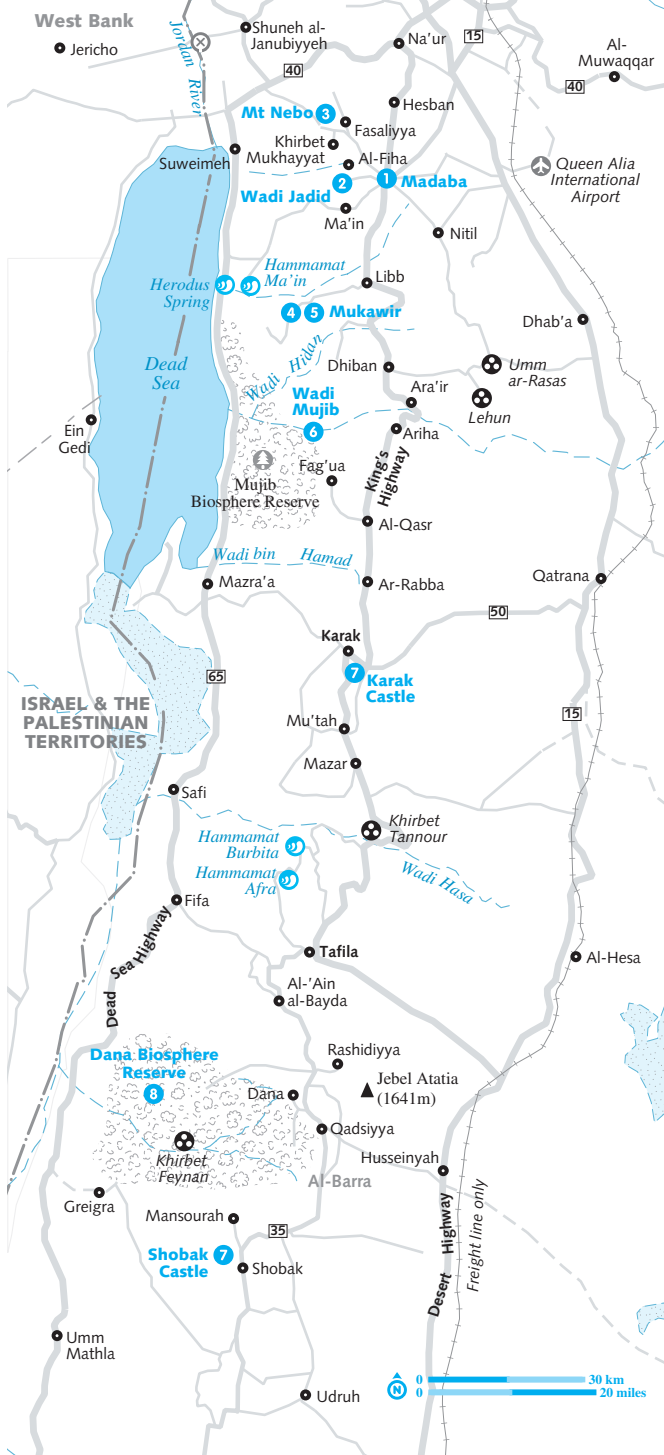 West Bank
Jericho
Jordan
River
Shuneh al-
Janubiyyeh
Na'ur
15
Al-
Muwaqqar
40
40
Mt Nebo 3
Hesban
Fasaliyya
Khirbet
Mukhayyat
Al-Fiha
Suweimeh
Queen Alia
International
Airport
2
1 Madaba
Wadi Jadid
Ma'in
Nitil
Hammamat
Ma'in
Herodus
Spring
Libb
4 5 Mukawir
Dhab'a
Wadi Hidan
Dead
Sea
Dhiban
Umm
ar-Rasas
Ara'ir
Lehun
Wadi
Mujib
6
Ein
Gedi
Ariha
King's
Highway
Fag'ua
Mujib
Biosphere Reserve
Al-Qasr
Wadi bin Hamad
Mazra'a
Ar-Rabba
Qatrana
50
Karak
7 Karak
Castle
65
ISRAEL & THE
PALESTINIAN
TERRITORIES
15
Mu'tah
Mazar
Safi
Khirbet
Tannour
Hammamat
Burbita
Hammamat
Afra
Wadi Hasa
Fifa
Dead Sea Highway
Tafila
Al-Hesa
Al-'Ain
al-Bayda
Dana Biosphere
Reserve
8
Rashidiyya
Jebel Atatia
(1641m)
Dana
Qadsiyya
Khirbet
Feynan
Husseinyah
Al-Barra
Greigra
Mansourah
35
Shobak
Castle
7
Shobak
Desert Highway
Freight line only
Umm
Mathla
Udruh
N
0 30 km
0 20 miles